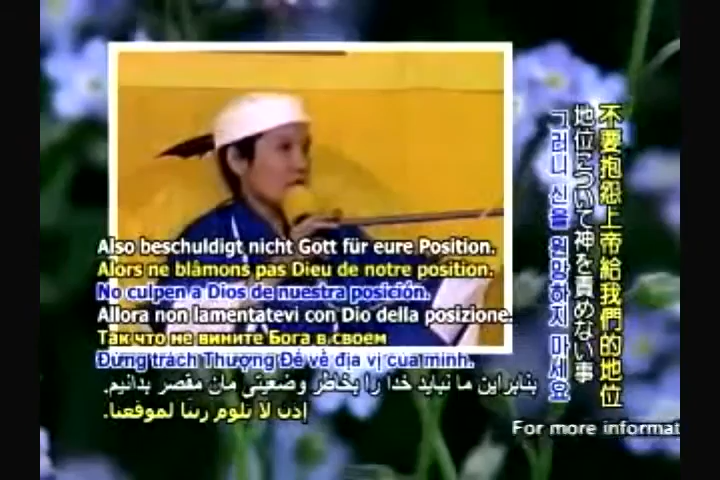 Also beschuldigt nicht Gott für eure Position.
Alors ne blâmons pas Dieu de notre position.
No culpen a Dios de nuestra posición.
Allora non lamentatevi con Dio della posizione.
Так что не вините Бога в своем
Đừng trách Thượng Đế về địa vị của mình.
بنابراین ما نباید خدا را بخاطر وضعیتی مان مقصر بدانیم.
إذن لا نلوم ربنا لموقعنا.
不要抱怨上帝給我們的地位
地位について神を責めない事
그러니 신을 원망하지 마세요
For more informat